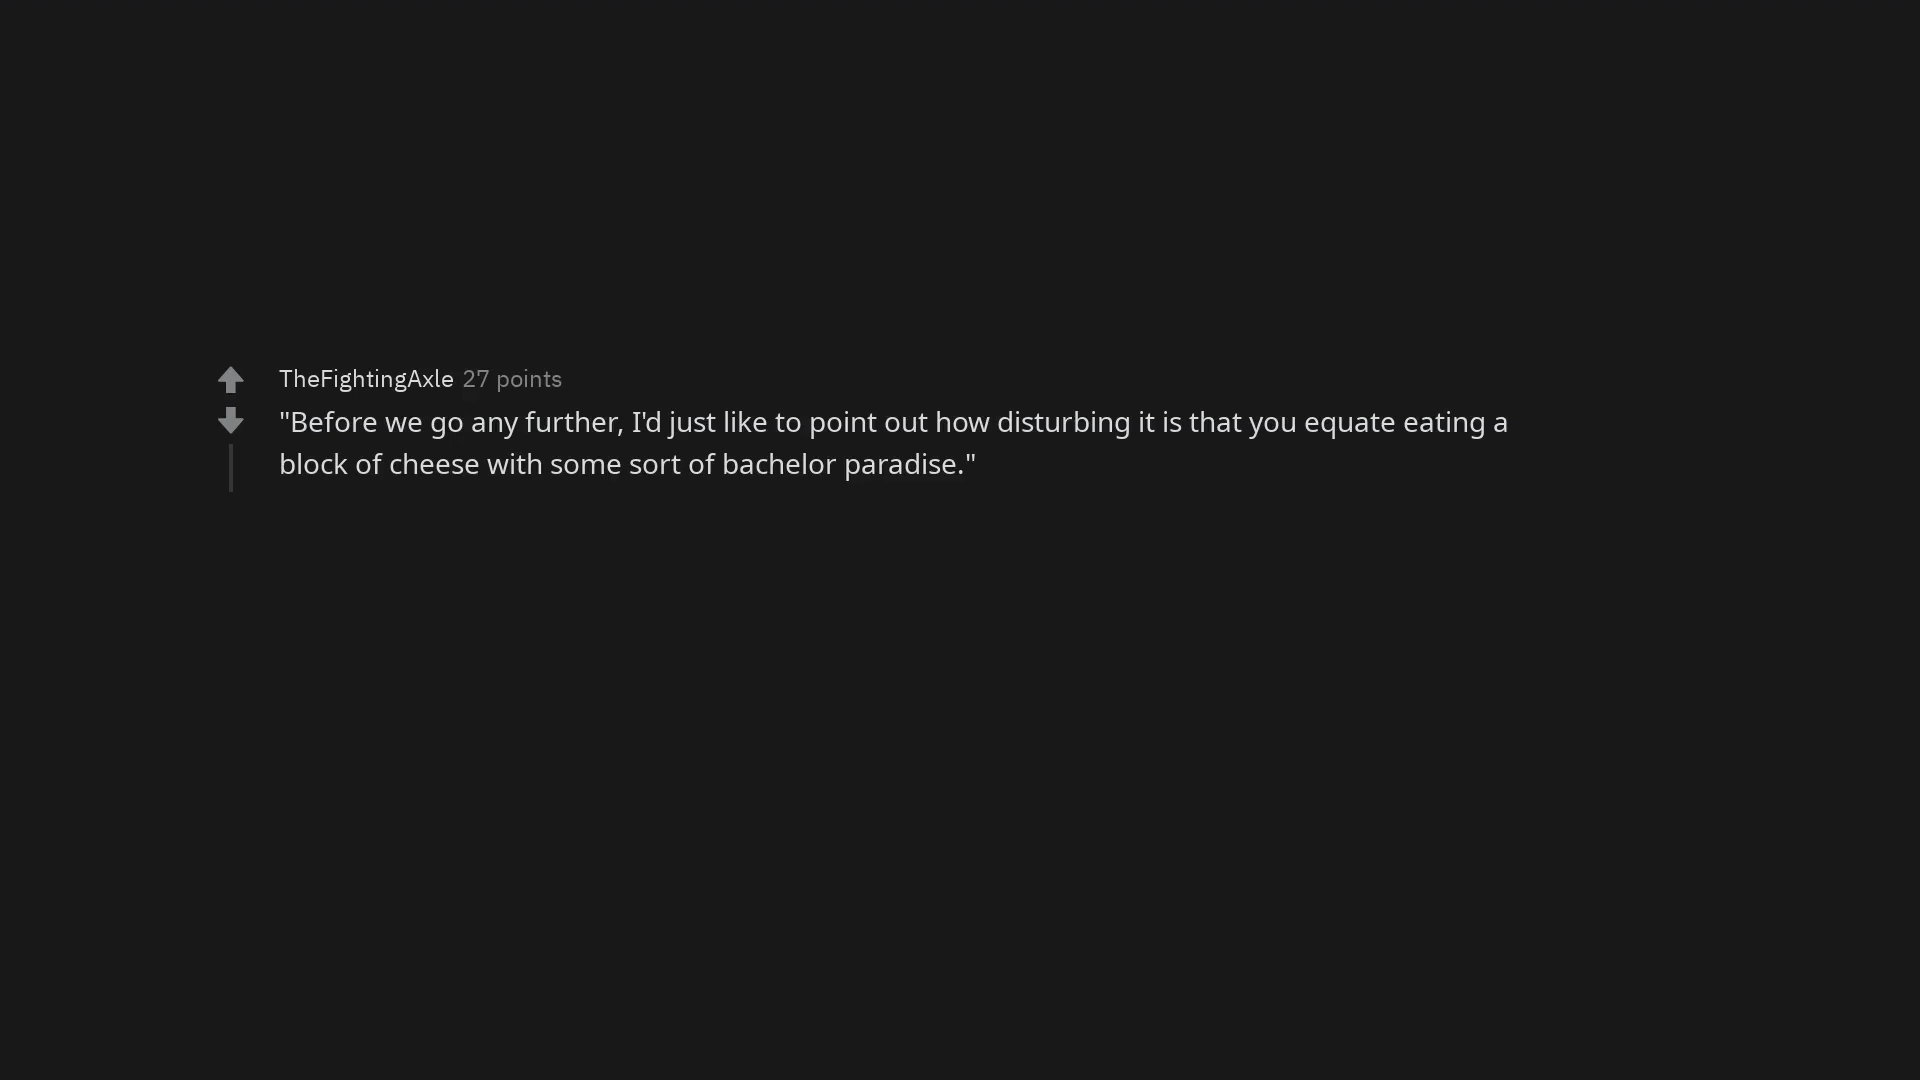 TheFightingAxle 27 points
"Before we go any further, I'd just like to point out how disturbing it is that you equate eating a
block of cheese with some sort of bachelor paradise."